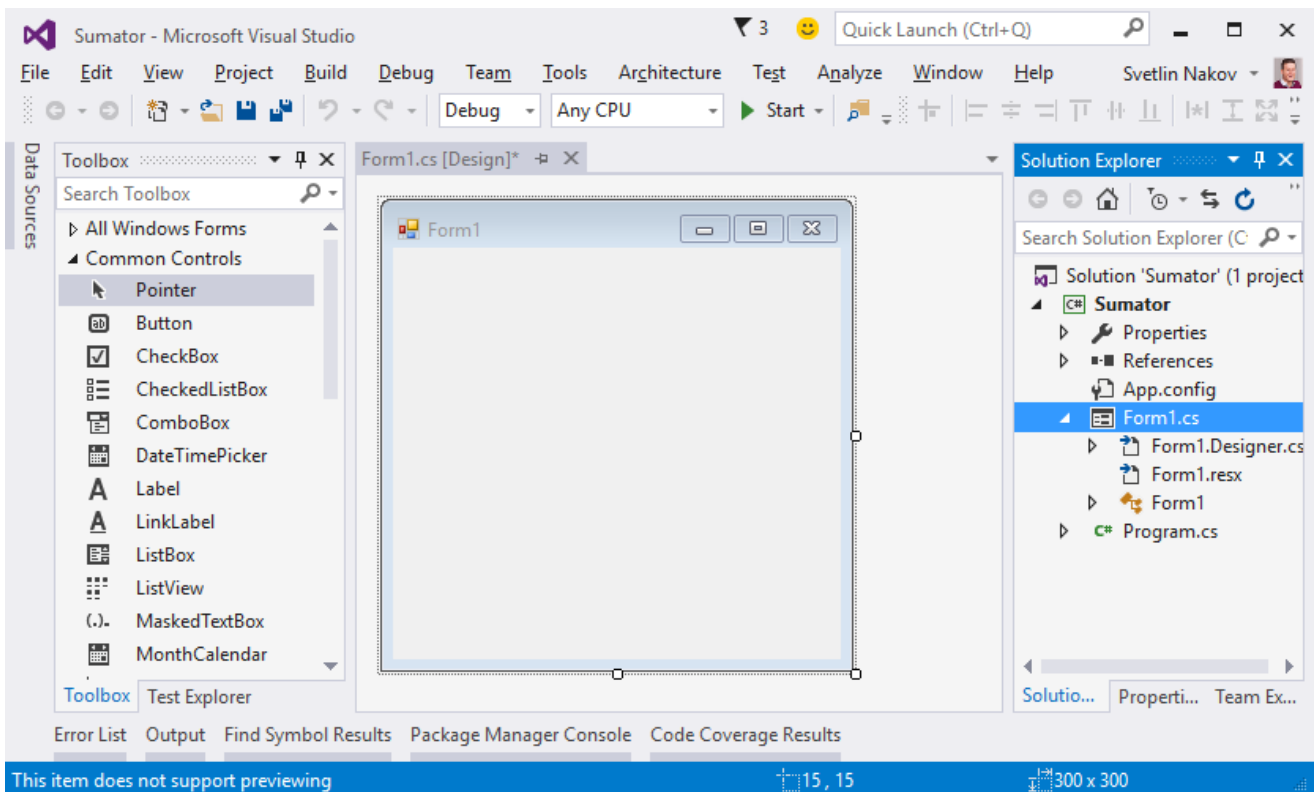 Sumator - Microsoft Visual Studio
3
Quick Launch (Ctrl+Q)
File Edit View Project Build Debug Team Tools Architecture Test Analyze Window Help Svetlin Nakov
Debug Any CPU Start
Data Sources
Toolbox
Search Toolbox
All Windows Forms
Common Controls
Pointer
Button
CheckBox
CheckedListBox
ComboBox
DateTimePicker
Label
LinkLabel
ListBox
ListView
MaskedTextBox
MonthCalendar
Toolbox Test Explorer
Form1.cs [Design]*
Form1
Solution Explorer
Search Solution Explorer (C
Solution 'Sumator' (1 project
C# Sumator
Properties
References
App.config
Form1.cs
Form1.Designer.cs
Form1.resx
Form1
C# Program.cs
Solutio... Properti... Team Ex...
Error List Output Find Symbol Results Package Manager Console Code Coverage Results
This item does not support previewing 15 , 15 300 x 300